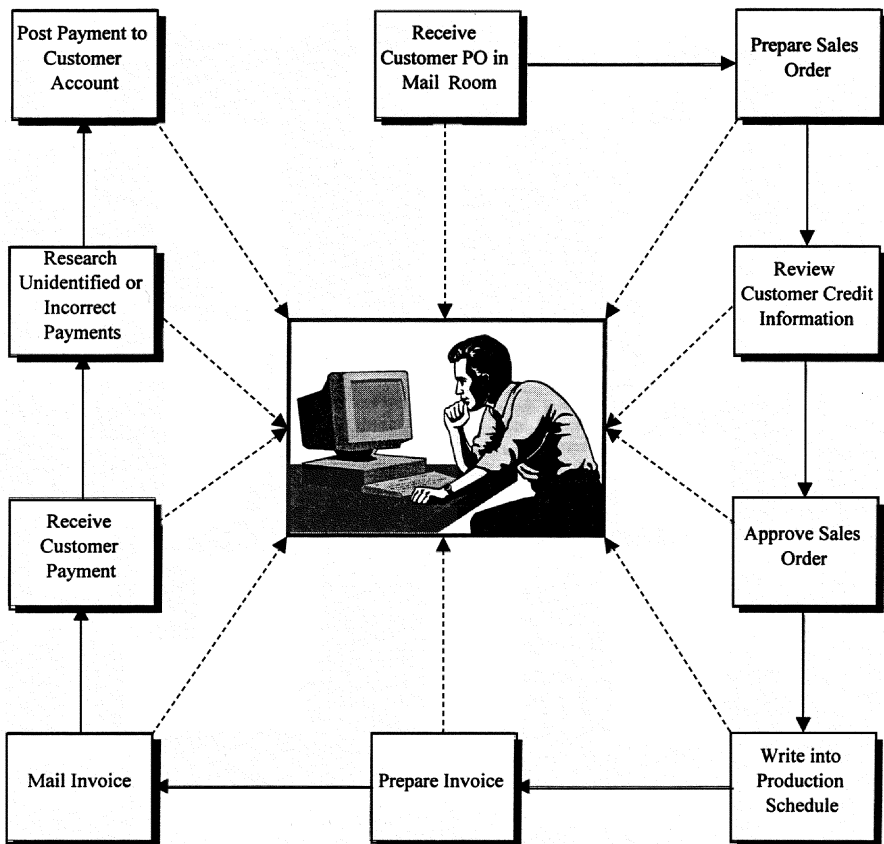 Post Payment to
Customer
Account
Receive
Customer PO in
Mail Room
Prepare Sales
Order
Research
Unidentified or
Incorrect
Payments
Review
Customer Credit
Information
Receive
Customer
Payment
Approve Sales
Order
Mail Invoice
Prepare Invoice
Write into
Production
Schedule